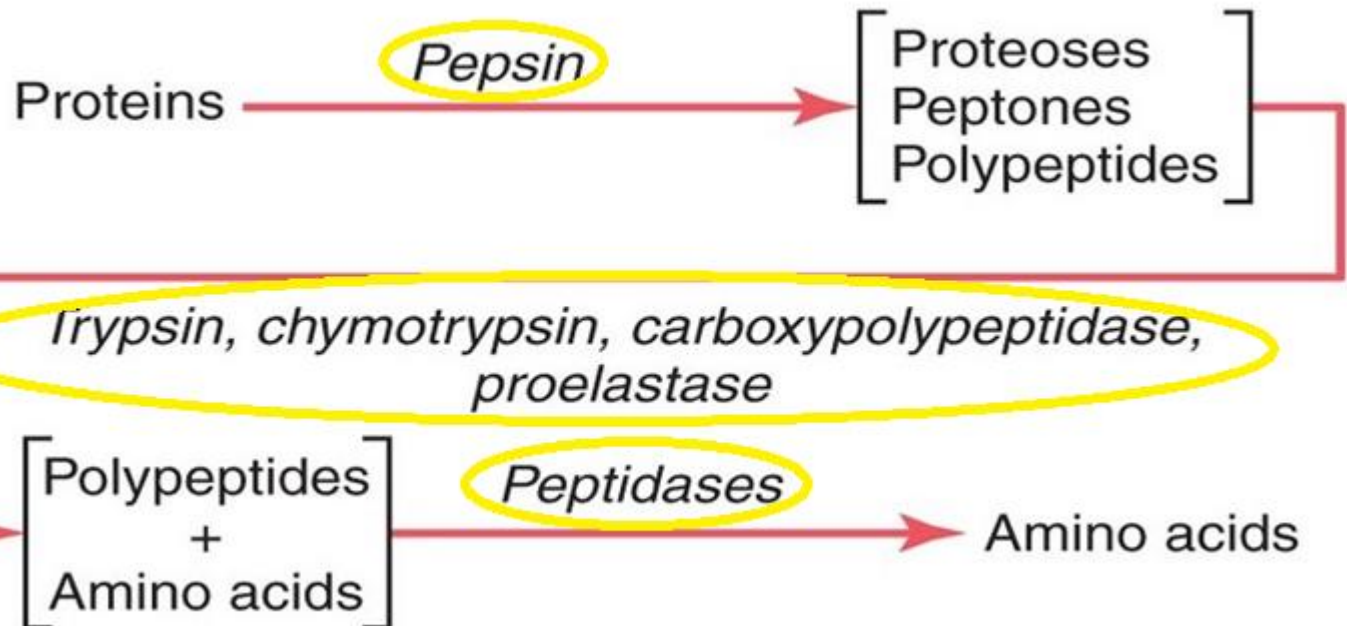 Pepsin
Proteins
Proteoses
Peptones
Polypeptides
Trypsin, chymotrypsin, carboxypolypeptidase,
proelastase
Polypeptides
+
Amino acids
Peptidases
Amino acids